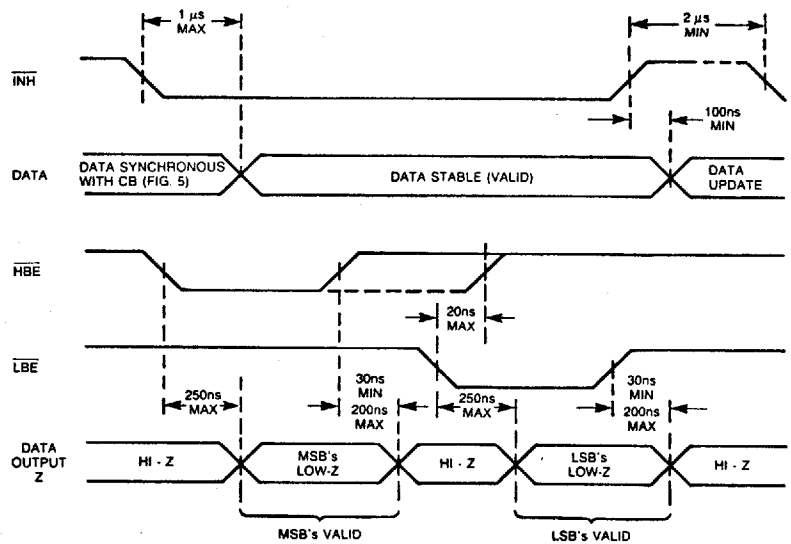 1 μs
MAX
2 μs
MIN
INH
100ns
MIN
DATA
DATA SYNCHRONOUS
WITH CB (FIG. 5)
DATA STABLE (VALID)
DATA
UPDATE
HBE
20ns
MAX
LBE
250ns
MAX
30ns
MIN
200ns
MAX
250ns
MAX
30ns
MIN
200ns
MAX
DATA
OUTPUT
Z
HI - Z
MSB's
LOW-Z
HI - Z
LSB's
LOW-Z
HI - Z
MSB's VALID
LSB's VALID